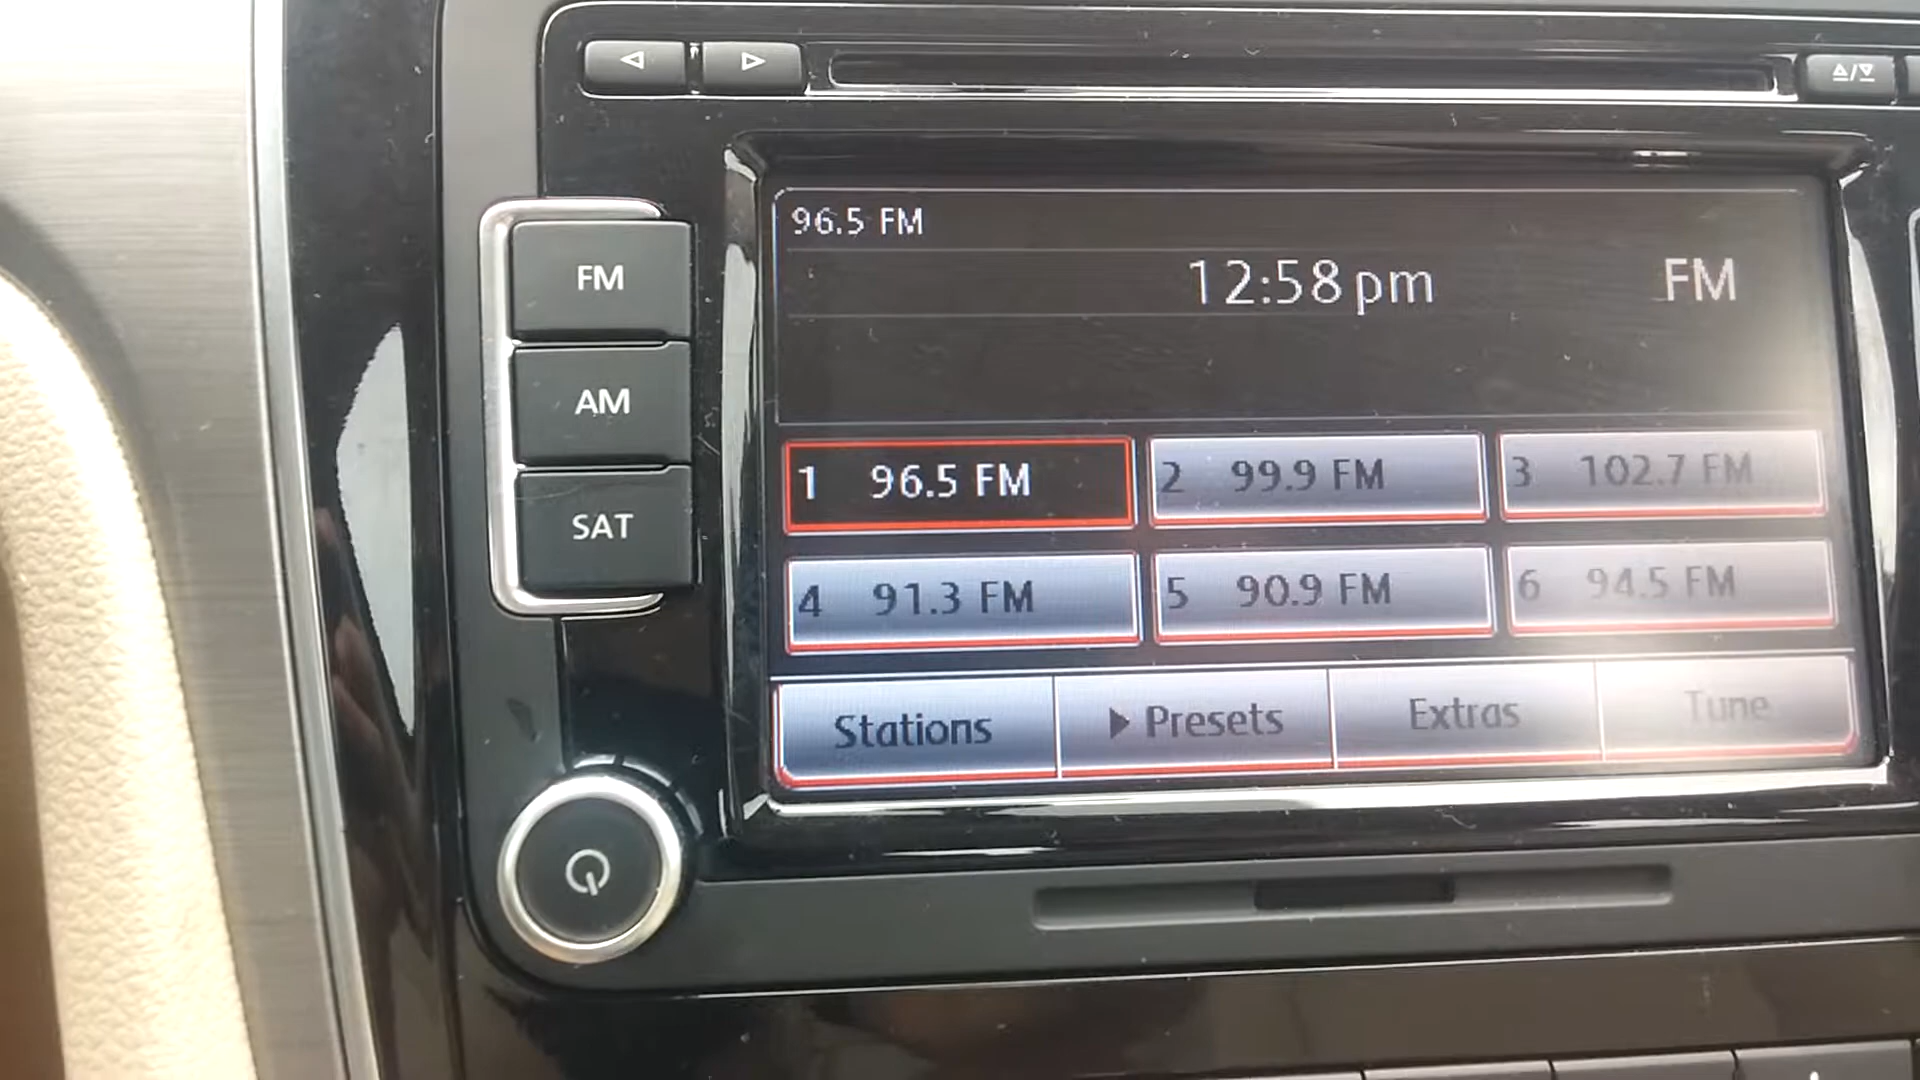 96.5 FM
12:58 pm FM
FM
AM
SAT
1 96.5 FM
2 99.9 FM
3 102.7 FM
4 91.3 FM
5 90.9 FM
6 94.5 FM
Stations
Presets
Extras
Tune